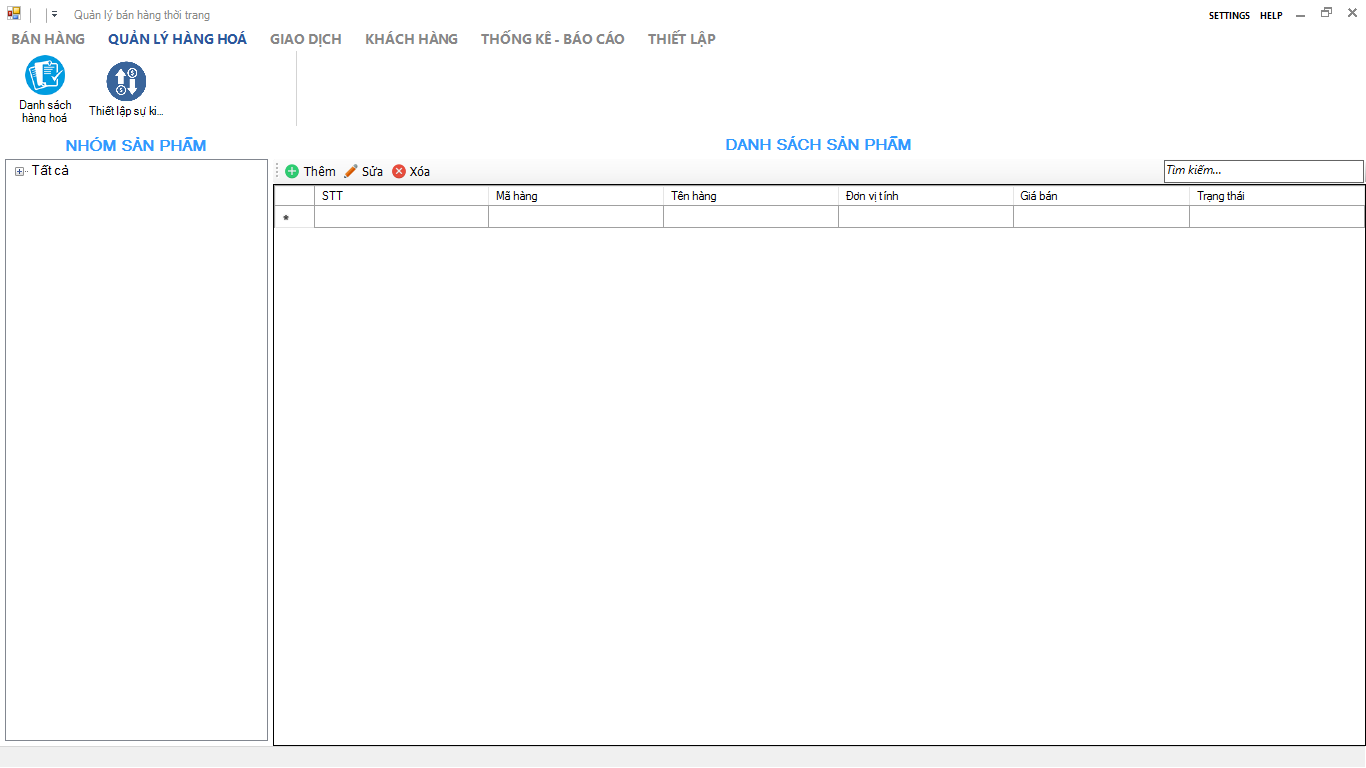 Quản lý bán hàng thời trang
SETTINGS HELP
BÁN HÀNG QUẢN LÝ HÀNG HOÁ GIAO DỊCH KHÁCH HÀNG THỐNG KÊ - BÁO CÁO THIẾT LẬP
Danh sách
hàng hoá
Thiết lập sự ki...
NHÓM SẢN PHẨM
DANH SÁCH SẢN PHẨM
Tất cả
Thêm Sửa Xóa
Tìm kiếm...
STT Mã hàng Tên hàng Đơn vị tính Giá bán Trạng thái